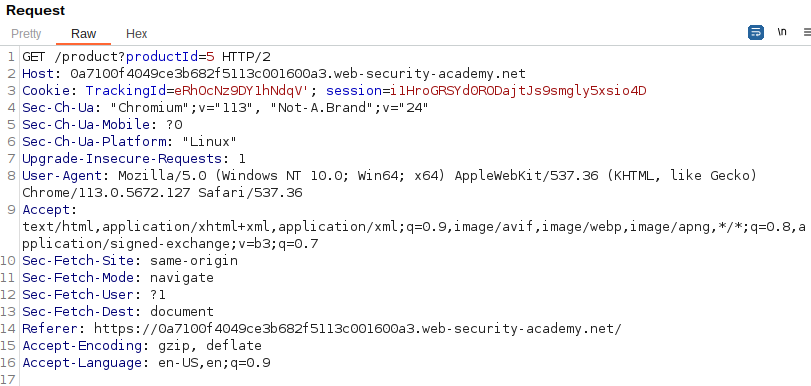 Request
Pretty Raw Hex
\n
1 GET /product?productId=5 HTTP/2
2 Host: 0a7100f4049ce3b682f5113c001600a3.web-security-academy.net
3 Cookie: TrackingId=eRhOcNz9DY1hNdqV'; session=i1HroGRSYd0RODajtJs9smgly5xsio4D
4 Sec-Ch-Ua: "Chromium";v="113", "Not-A.Brand";v="24"
5 Sec-Ch-Ua-Mobile: ?0
6 Sec-Ch-Ua-Platform: "Linux"
7 Upgrade-Insecure-Requests: 1
8 User-Agent: Mozilla/5.0 (Windows NT 10.0; Win64; x64) AppleWebKit/537.36 (KHTML, like Gecko)
Chrome/113.0.5672.127 Safari/537.36
9 Accept:
text/html,application/xhtml+xml,application/xml;q=0.9,image/avif,image/webp,image/apng,*/*;q=0.8,a
pplication/signed-exchange;v=b3;q=0.7
10 Sec-Fetch-Site: same-origin
11 Sec-Fetch-Mode: navigate
12 Sec-Fetch-User: ?1
13 Sec-Fetch-Dest: document
14 Referer: https://0a7100f4049ce3b682f5113c001600a3.web-security-academy.net/
15 Accept-Encoding: gzip, deflate
16 Accept-Language: en-US,en;q=0.9
17